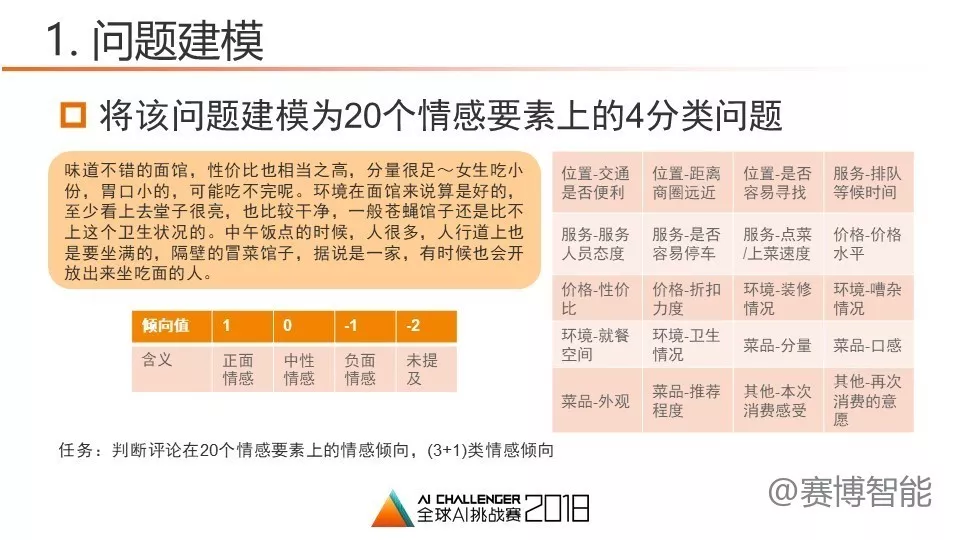 1. 问题建模
将该问题建模为20个情感要素上的4分类问题
味道不错的面馆，性价比也相当之高，分量很足～女生吃小
份，胃口小的，可能吃不完呢。环境在面馆来说算是好的，
至少看上去堂子很亮，也比较干净，一般苍蝇馆子还是比不
上这个卫生状况的。中午饭点的时候，人很多，人行道上也
是要坐满的，隔壁的冒菜馆子，据说是一家，有时候也会开
放出来坐吃面的人。
倾向值 1 0 -1 -2
含义 正面 中性 负面 未提
情感 情感 情感 及
位置-交通 位置-距离 位置-是否 服务-排队
是否便利 商圈远近 容易寻找 等候时间
服务-服务 服务-是否 服务-点菜 价格-价格
人员态度 容易停车 /上菜速度 水平
价格-性价 价格-折扣 环境-装修 环境-嘈杂
比 力度 情况 情况
环境-就餐 环境-卫生 菜品-分量 菜品-口感
空间 情况
菜品-外观 菜品-推荐 其他-本次 其他-再次
程度 消费感受 消费的意
愿
任务：判断评论在20个情感要素上的情感倾向，(3+1)类情感倾向
AI CHALLENGER
全球AI挑战赛 2018
@赛博智能